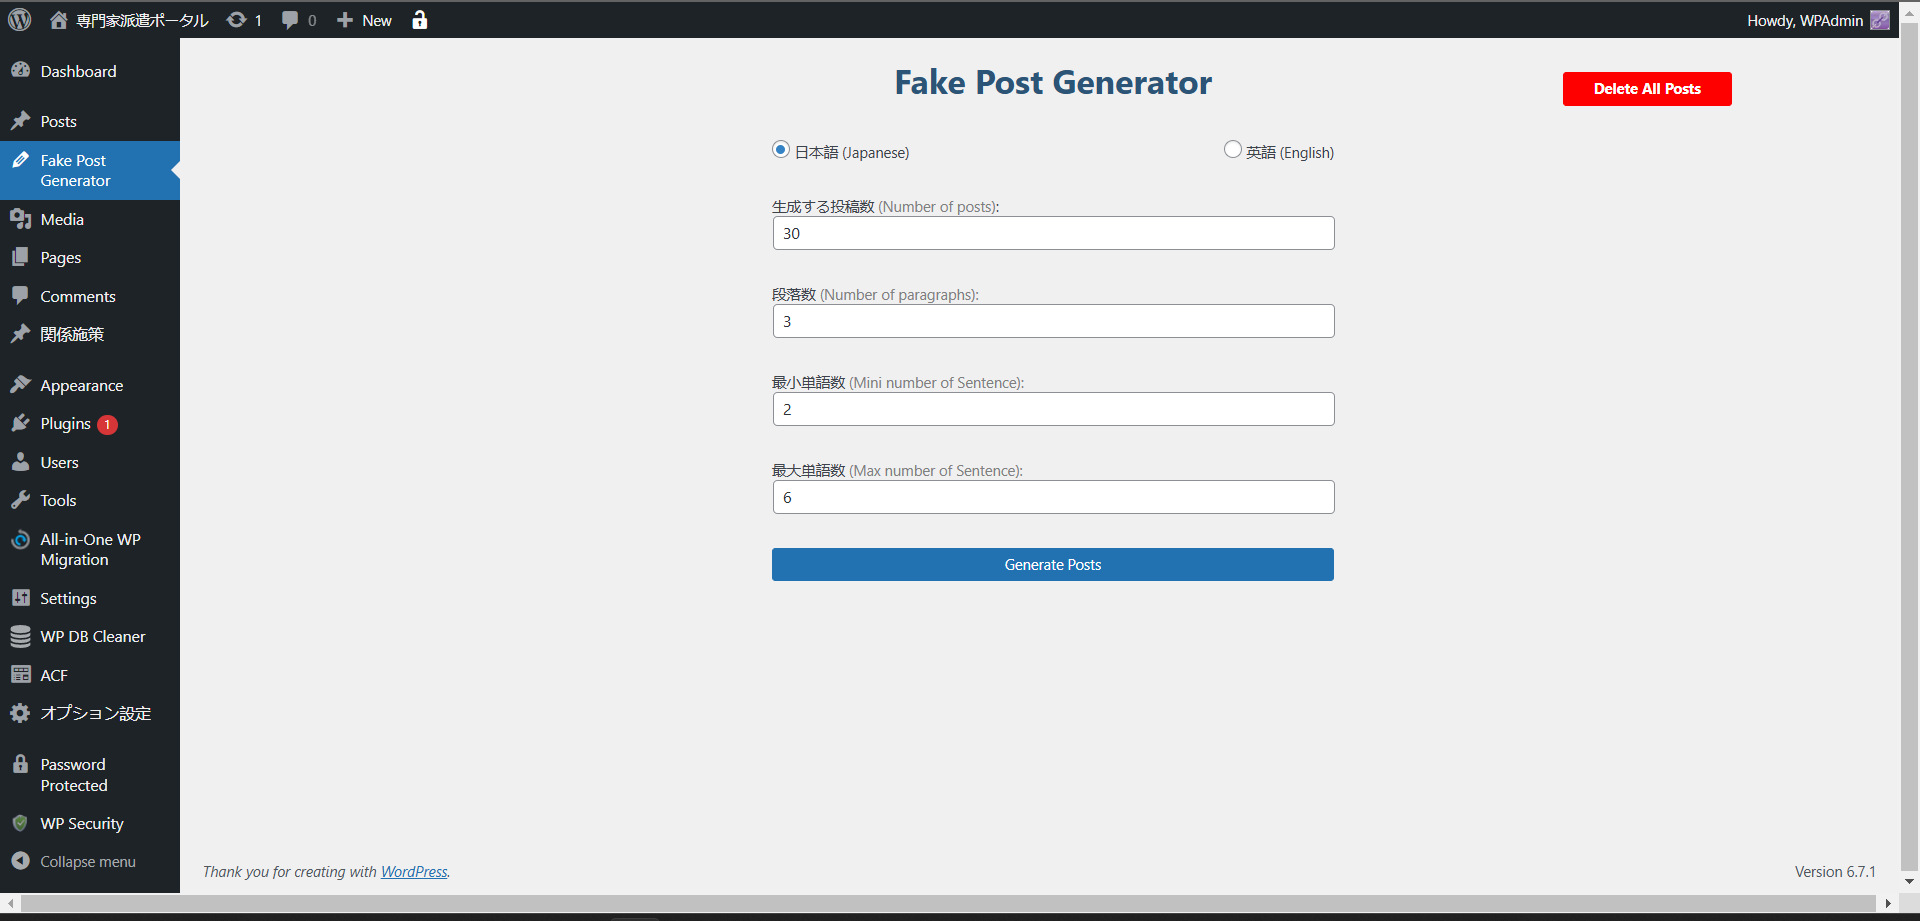 専門家派遣ポータル 1 0 New Howdy, WPAdmin
Dashboard
Posts
Fake Post
Generator
Media
Pages
Comments
関係施策
Appearance
Plugins 1
Users
Tools
All-in-One WP
Migration
Settings
WP DB Cleaner
ACF
オプション設定
Password
Protected
WP Security
Collapse menu
Fake Post Generator
Delete All Posts
日本語 (Japanese) 英語 (English)
生成する投稿数 (Number of posts):
30
段落数 (Number of paragraphs):
3
最小単語数 (Mini number of Sentence):
2
最大単語数 (Max number of Sentence):
6
Generate Posts
Thank you for creating with WordPress. Version 6.7.1